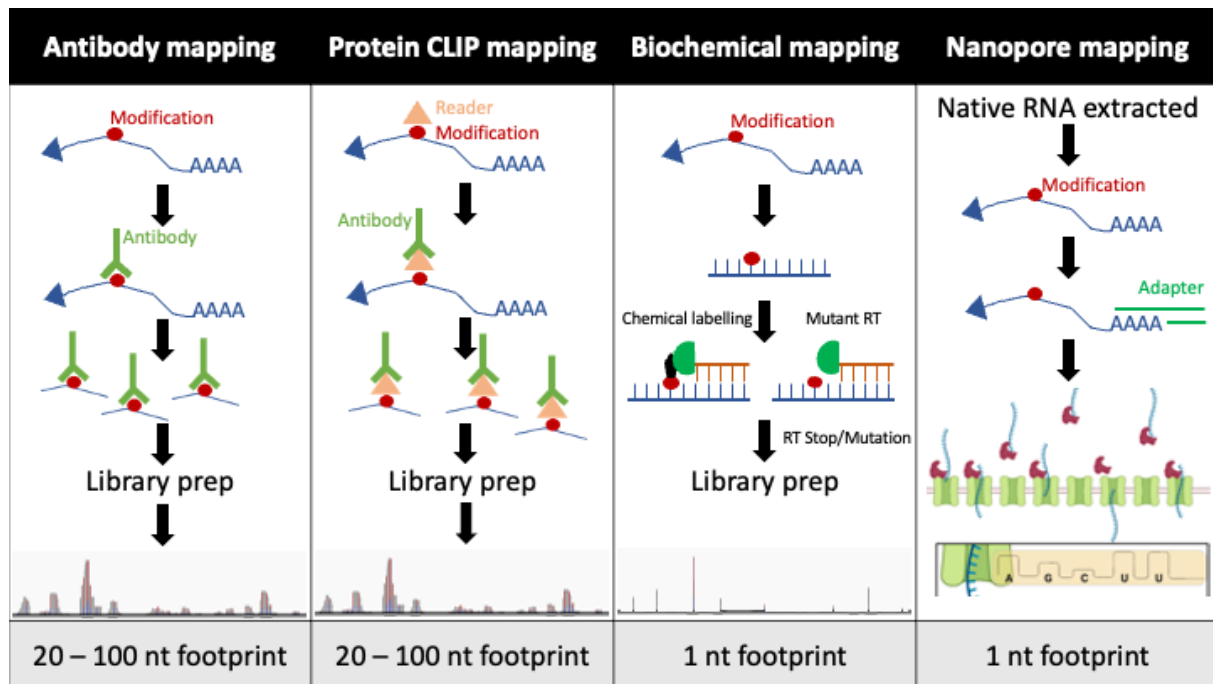 Antibody mapping
Protein CLIP mapping
Biochemical mapping
Nanopore mapping
Modification
AAAA
Antibody
AAAA
Library prep
20 – 100 nt footprint
Reader
Modification
AAAA
Antibody
AAAA
Library prep
20 – 100 nt footprint
Modification
AAAA
Chemical labelling
Mutant RT
RT Stop/Mutation
Library prep
1 nt footprint
Native RNA extracted
Modification
AAAA
Adapter
AAAA
A G C U U
1 nt footprint